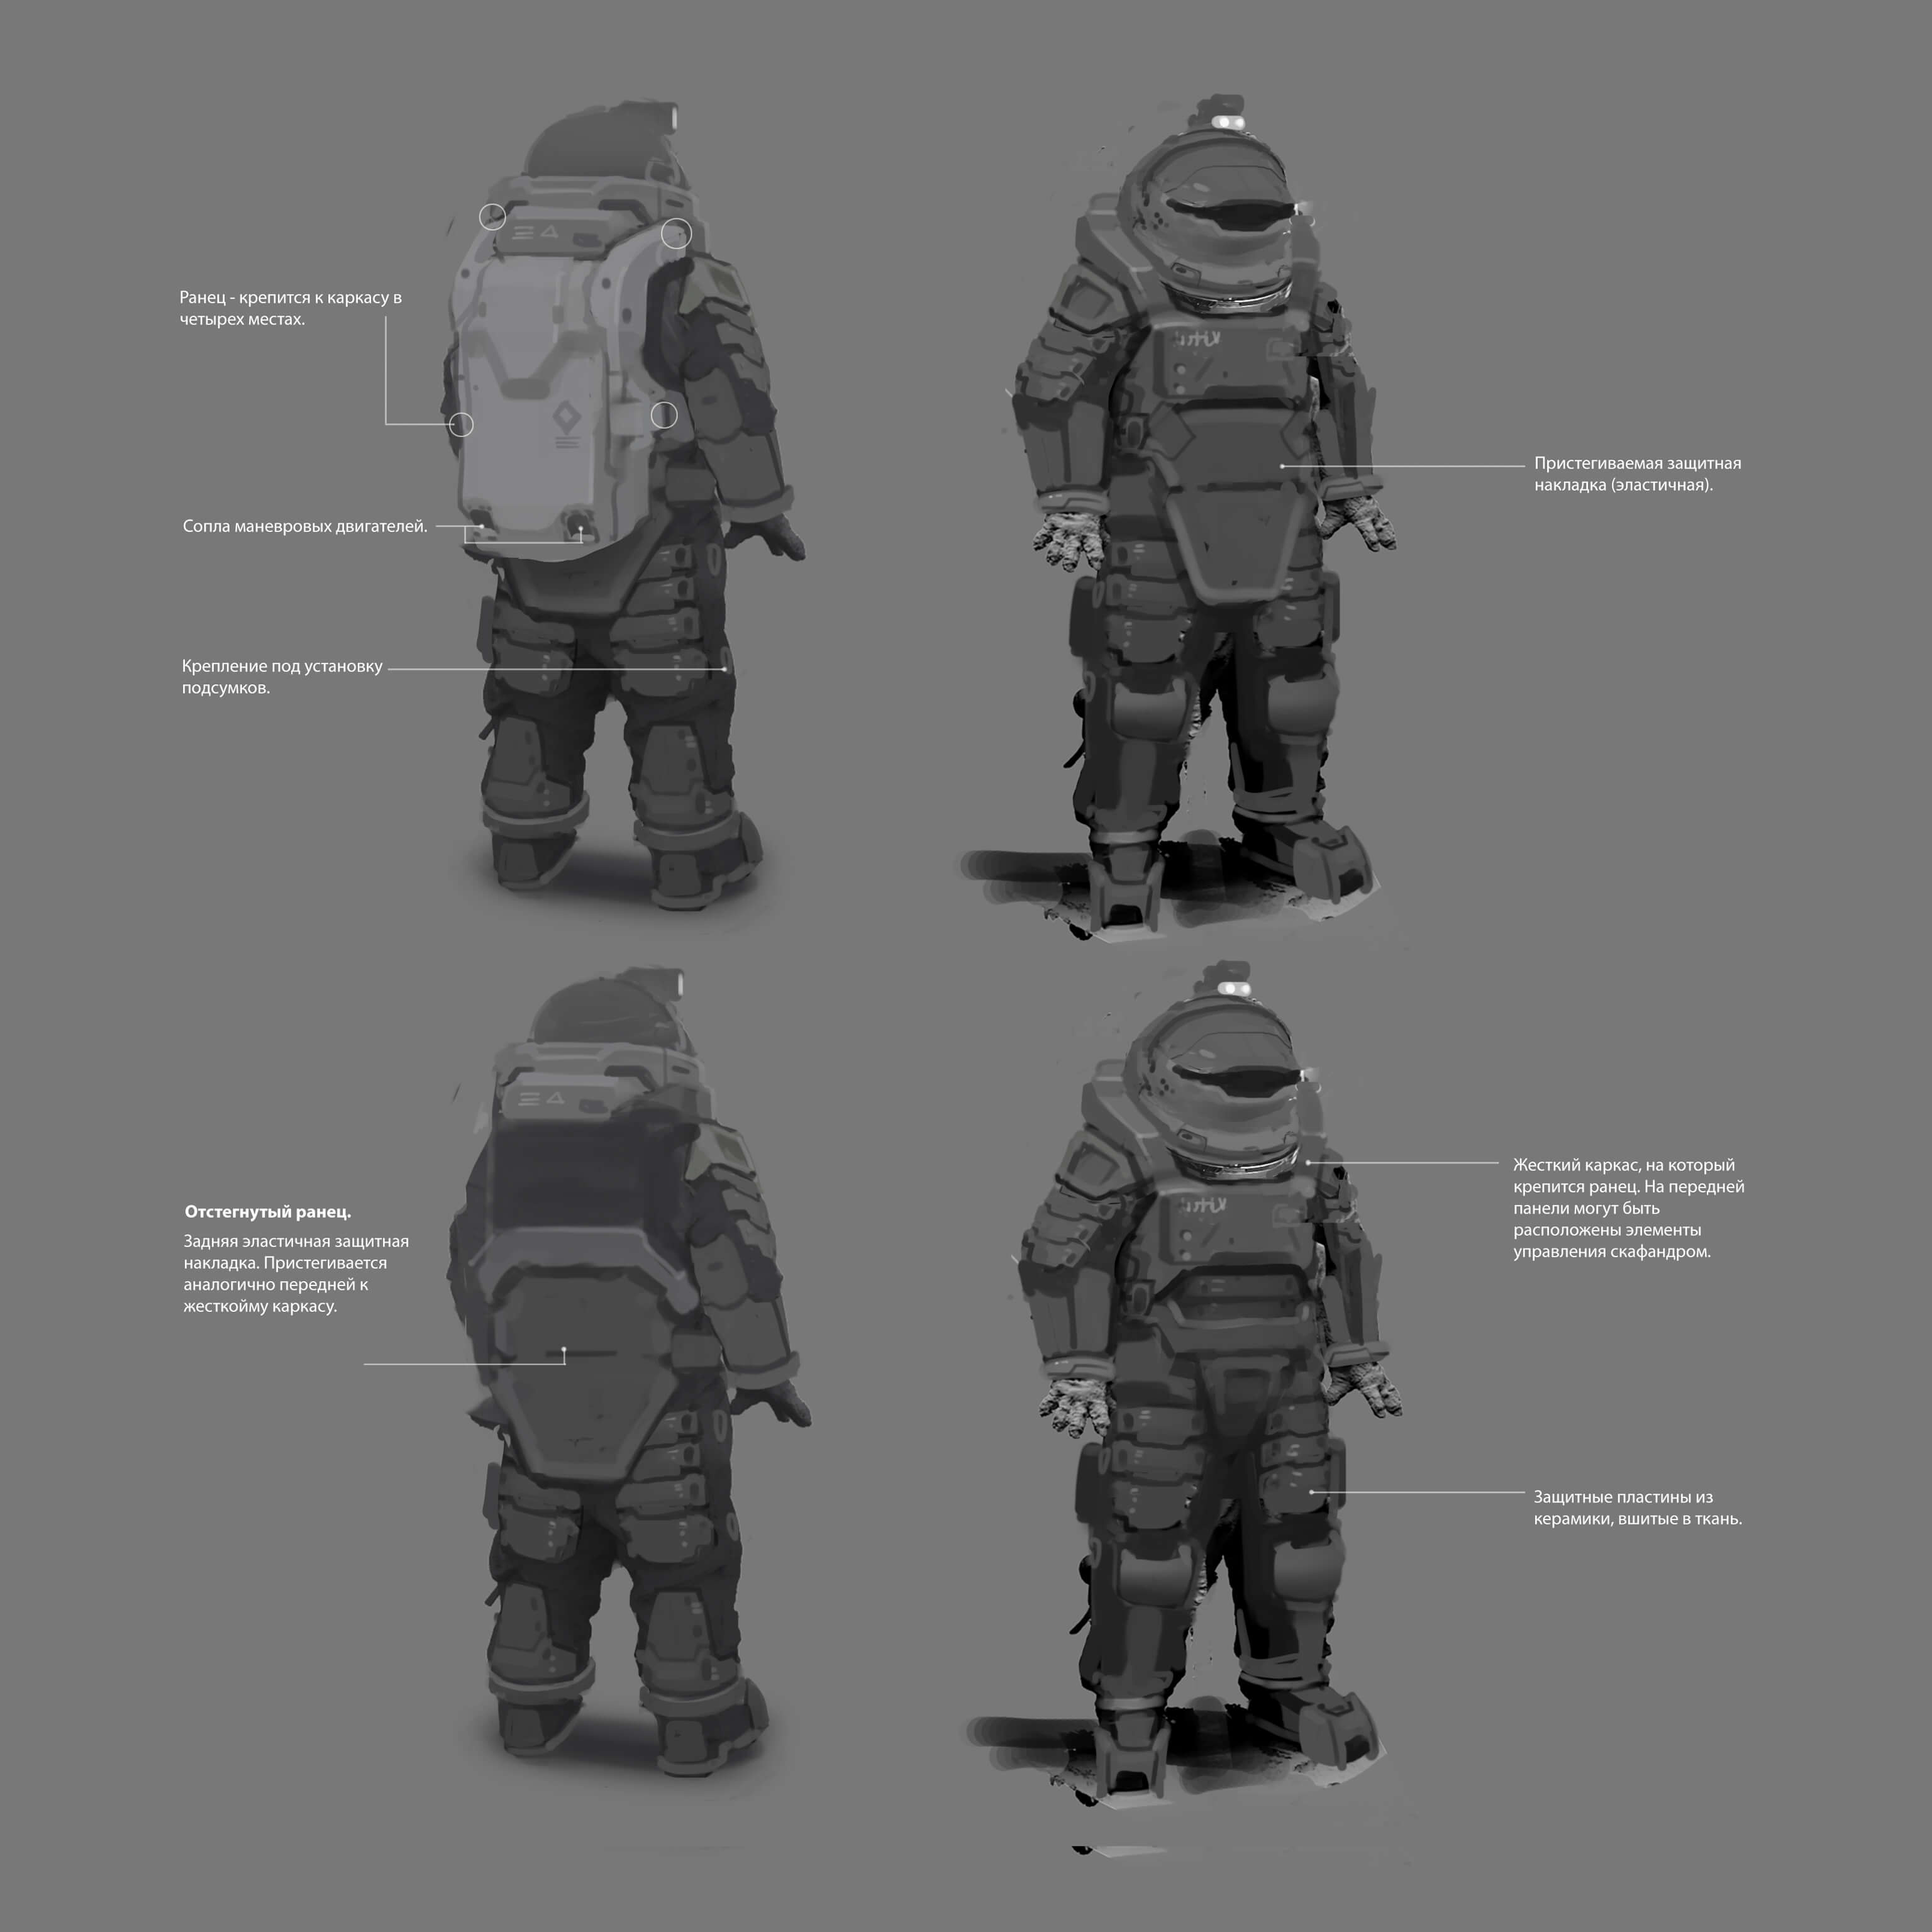 Ранец - крепится к каркасу в
четырех местах.
Сопла маневровых двигателей.
Крепление под установку
подсумков.
Пристегиваемая защитная
накладка (эластичная).
Отстегнутый ранец.
Задняя эластичная защитная
накладка. Пристегивается
аналогично передней к
жесткойму каркасу.
Жесткий каркас, на который
крепится ранец. На передней
панели могут быть
расположены элементы
управления скафандром.
Защитные пластины из
керамики, вшитые в ткань.